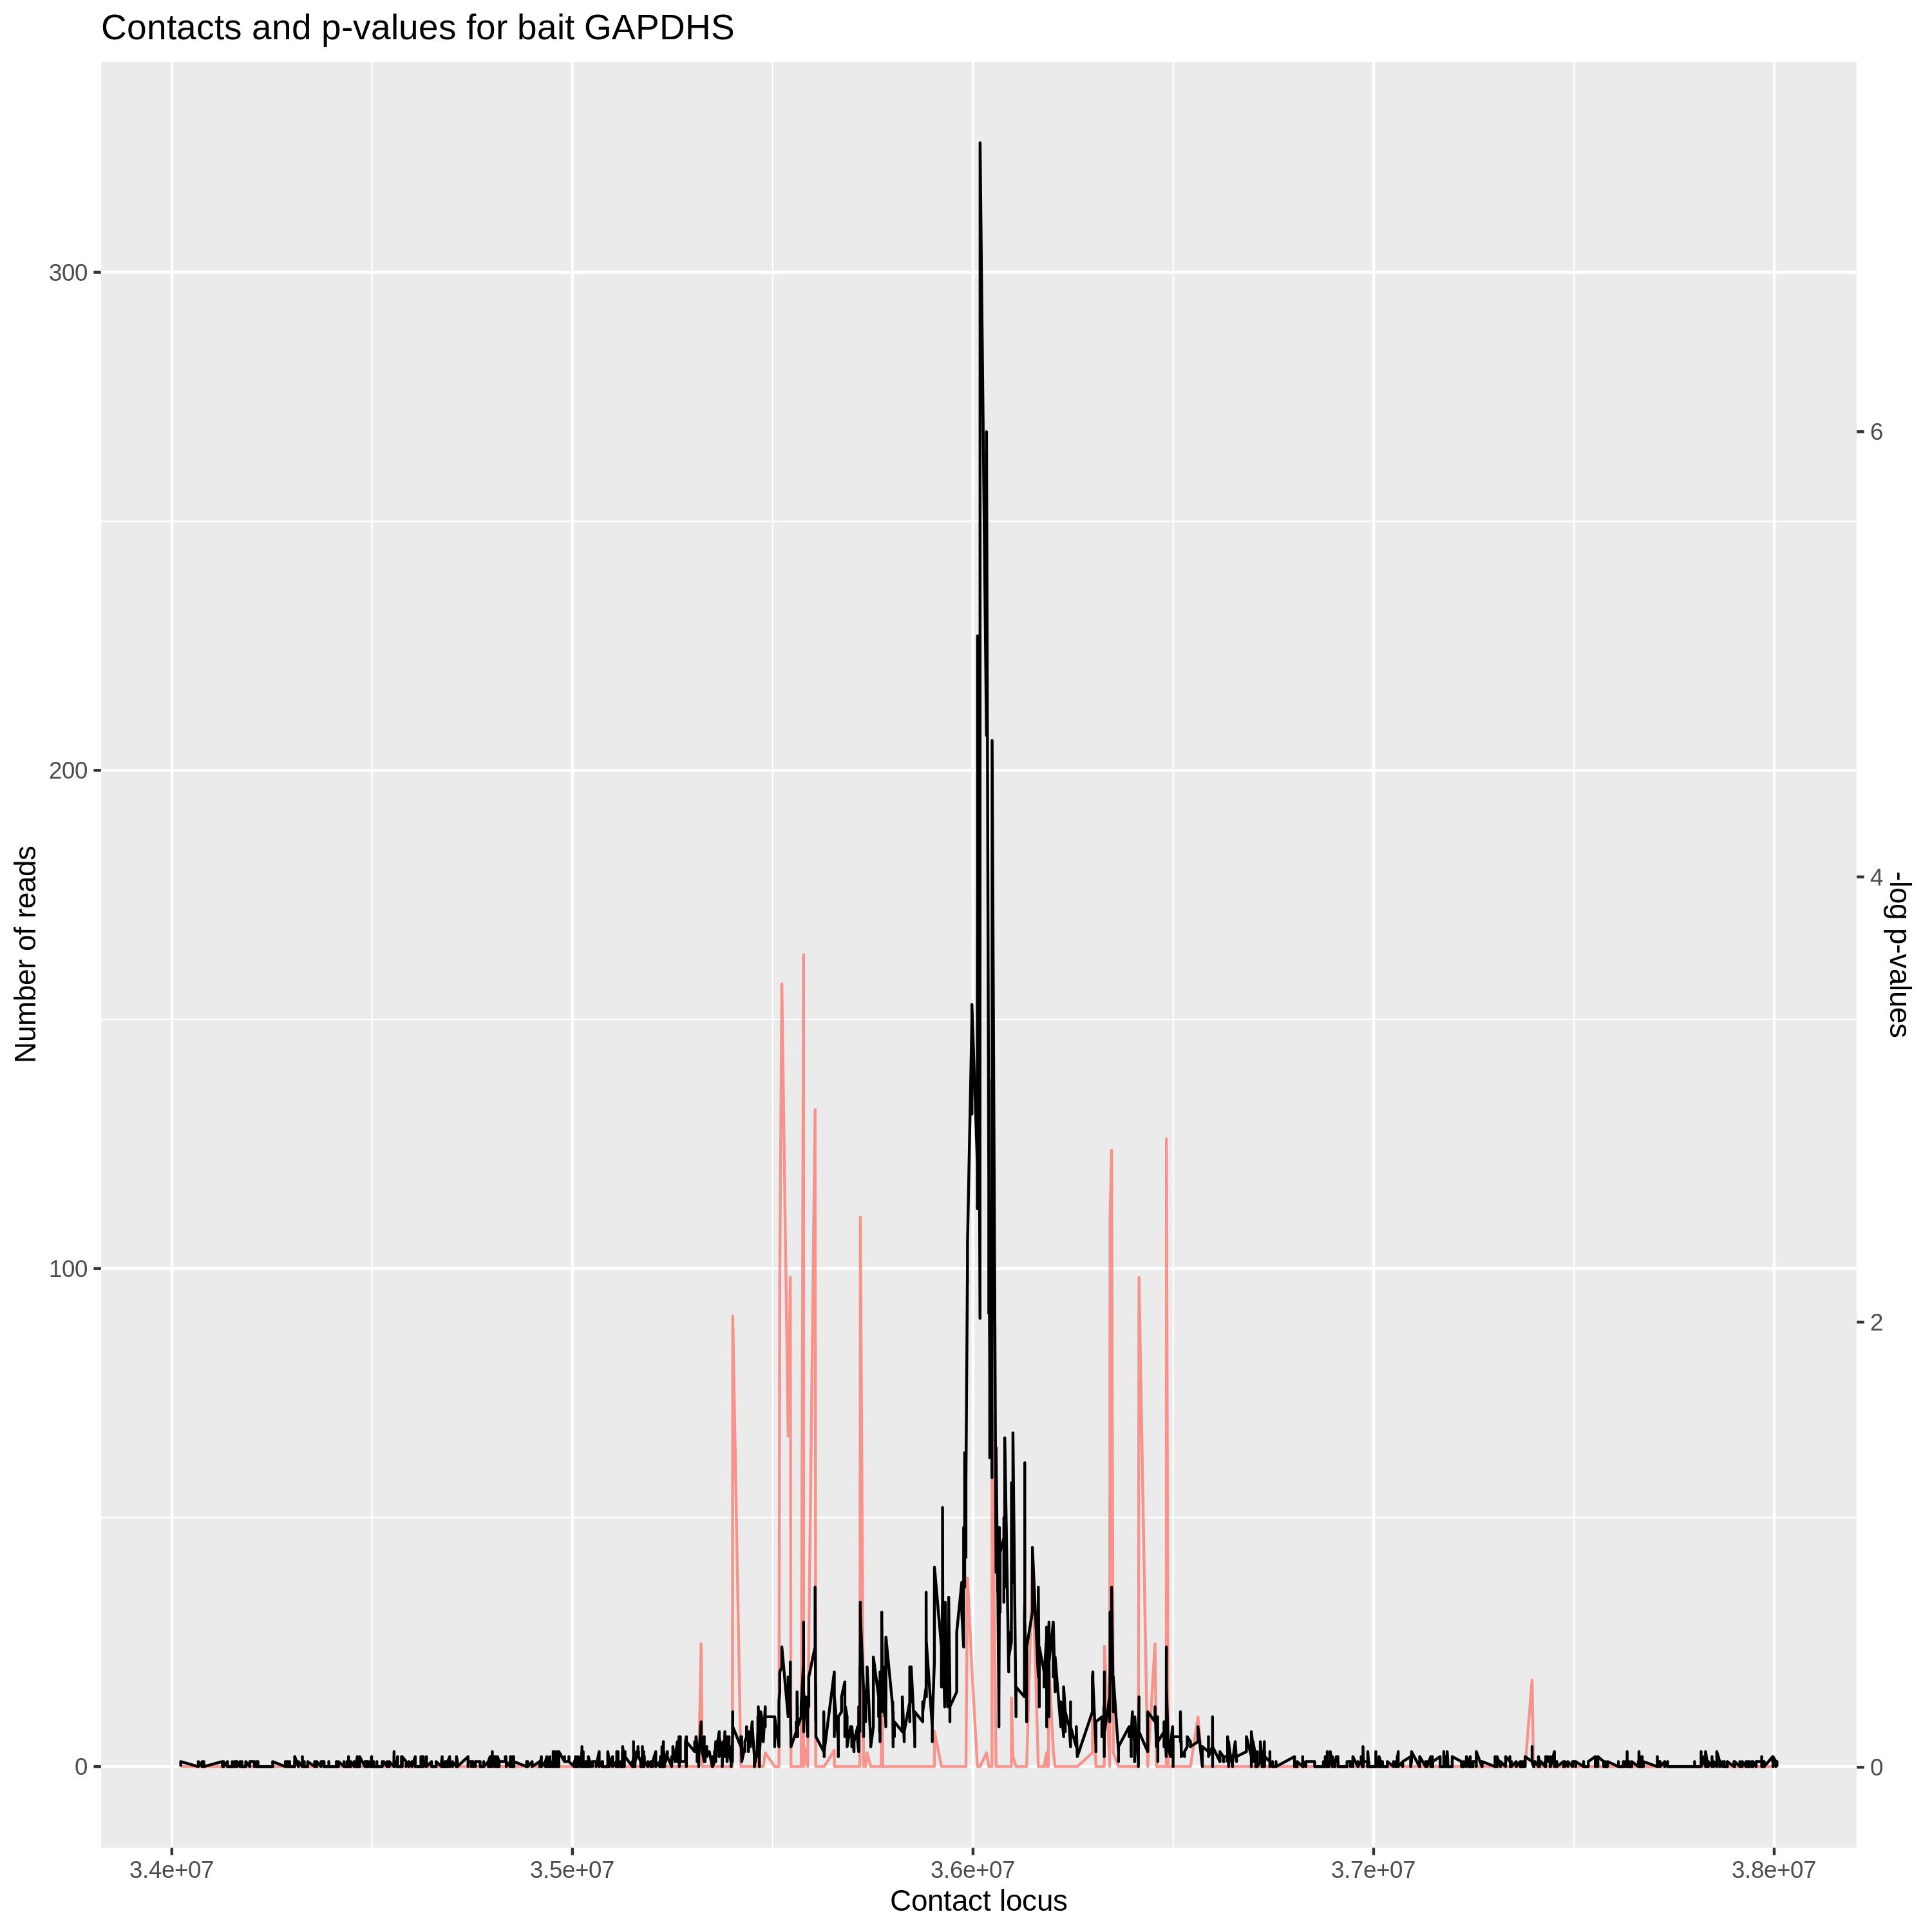 Contacts and p-values for bait GAPDHS
300
200
100
0
6
4
2
0
Number of reads
-log p-values
3.4e+07 3.5e+07 3.6e+07 3.7e+07 3.8e+07
Contact locus